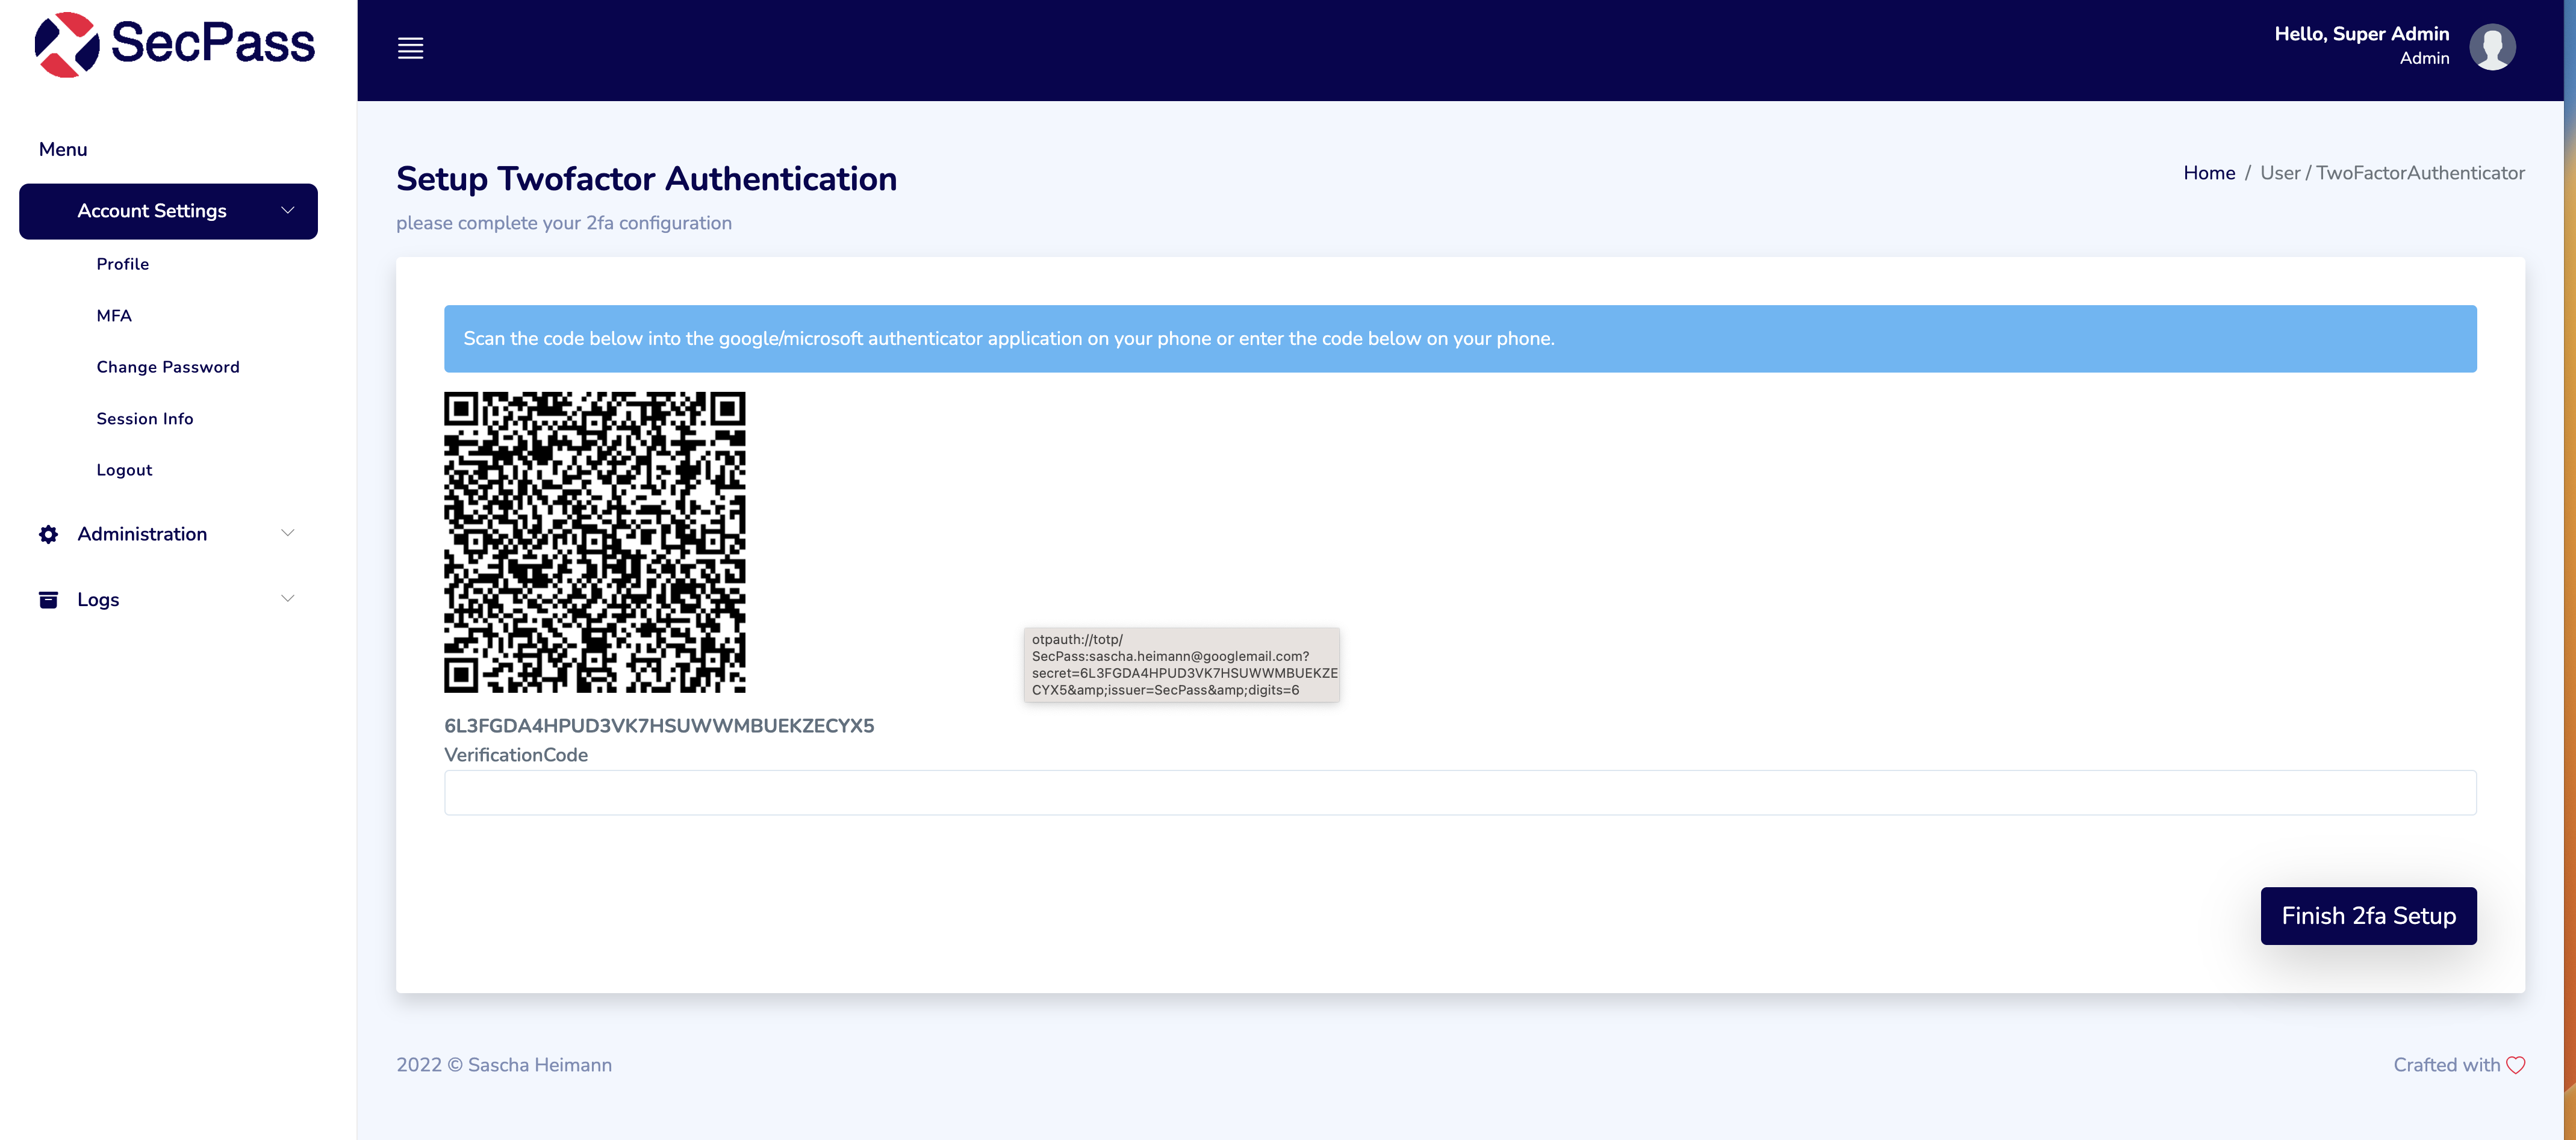 SecPass
Hello, Super Admin
Admin
Menu
Account Settings
Profile
MFA
Change Password
Session Info
Logout
Administration
Logs
Setup Twofactor Authentication
Home / User / TwoFactorAuthenticator
please complete your 2fa configuration
Scan the code below into the google/microsoft authenticator application on your phone or enter the code below on your phone.
otpauth://totp/
SecPass:sascha.heimann@googlemail.com?
secret=6L3FGDA4HPUD3VK7HSUWWMBUEKZE
CYX5&amp;issuer=SecPass&amp;digits=6
6L3FGDA4HPUD3VK7HSUWWMBUEKZECYX5
VerificationCode
Finish 2fa Setup
2022 © Sascha Heimann
Crafted with